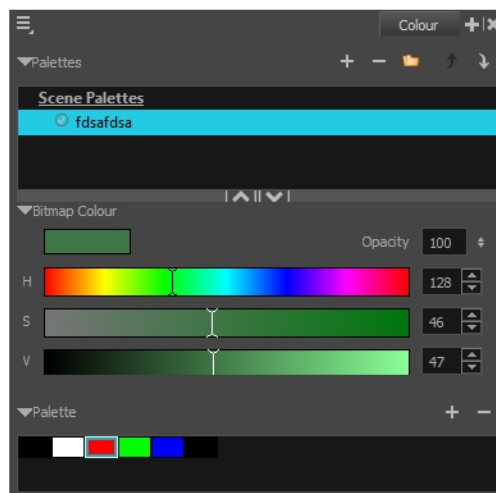 Colour
Palettes
Scene Palettes
fdsafdsa
Bitmap Colour
Opacity 100
H 128
S 46
V 47
Palette